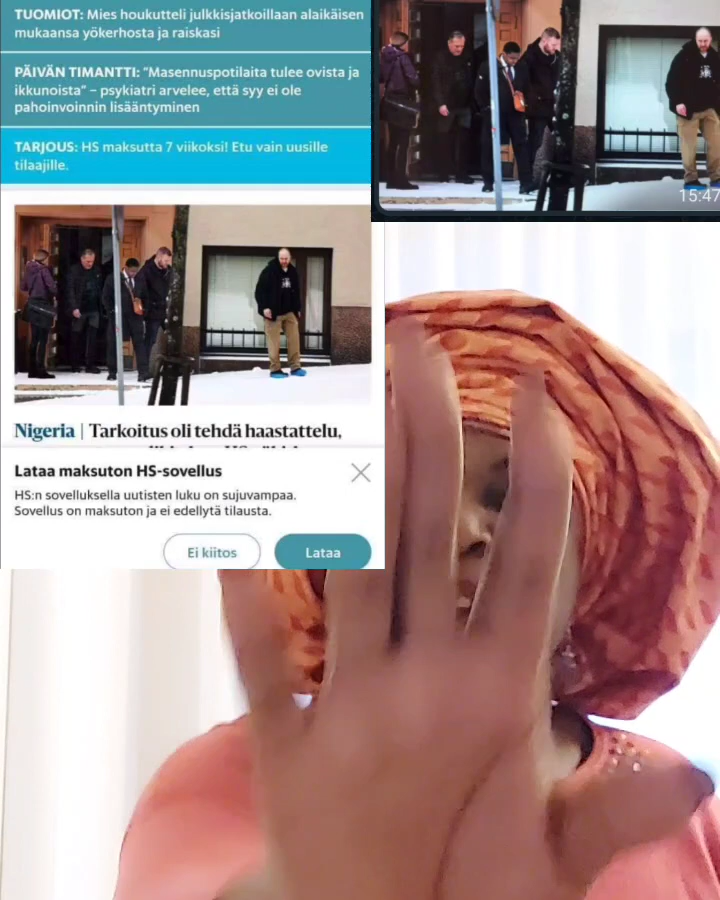 TUOMIOT: Mies houkutteli julkkisjatkoillaan alaikäisen
mukaansa yökerhosta ja raiskasi
PÄIVÄN TIMANTTI: "Masennuspotilaita tulee ovista ja
ikkunoista" – psykiatri arvelee, että syy ei ole
pahoinvoinnin lisääntyminen
TARJOUS: HS maksutta 7 viikoksi! Etu vain uusille
tilaajille.
15:47
Nigeria | Tarkoitus oli tehdä haastattelu,
Lataa maksuton HS-sovellus
HS:n sovelluksella uutisten luku on sujuvampaa.
Sovellus on maksuton ja ei edellytä tilausta.
Ei kiitos
Lataa